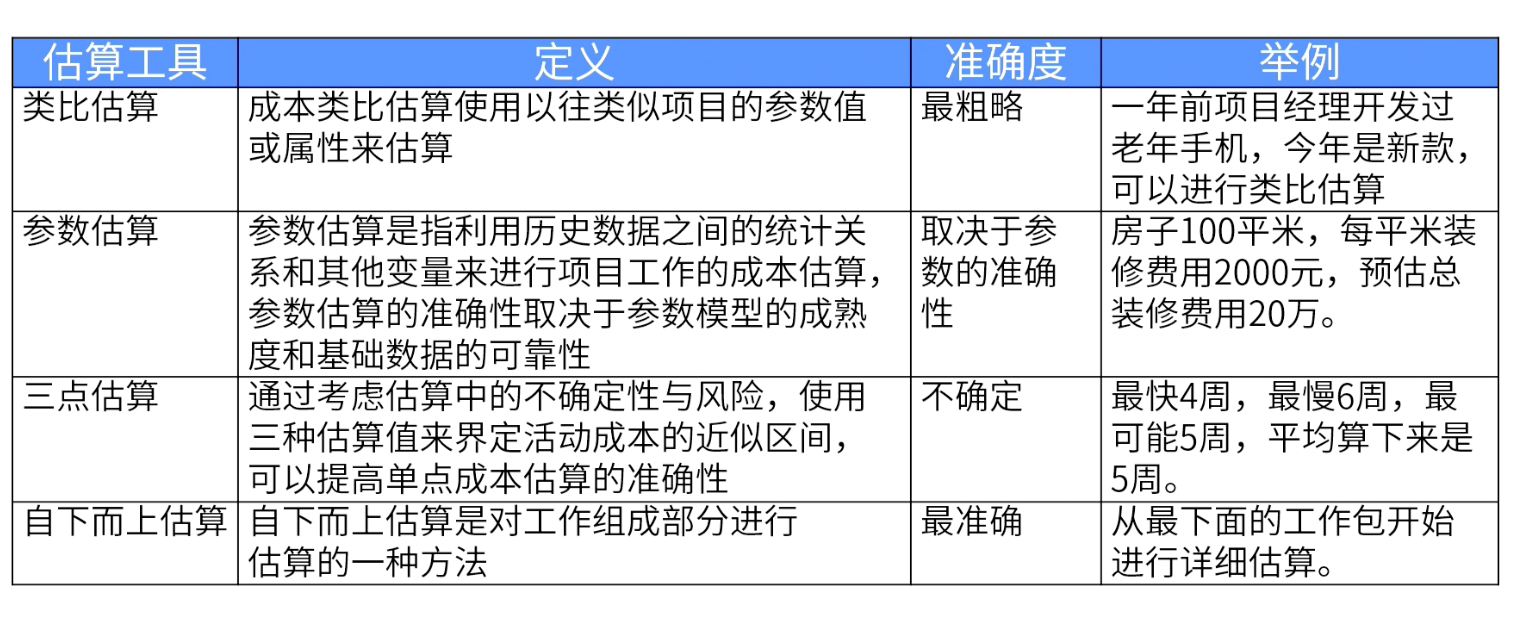 估算工具
定义
准确度
举例
类比估算
成本类比估算使用以往类似项目的参数值
或属性来估算
最粗略
一年前项目经理开发过
老年手机，今年是新款，
可以进行类比估算
参数估算
参数估算是指利用历史数据之间的统计关
系和其他变量来进行项目工作的成本估算，
参数估算的准确性取决于参数模型的成熟
度和基础数据的可靠性
取决于参
数的准确
性
房子100平米，每平米装
修费用2000元，预估总
装修费用20万。
三点估算
通过考虑估算中的不确定性与风险，使用
三种估算值来界定活动成本的近似区间，
可以提高单点成本估算的准确性
不确定
最快4周，最慢6周，最
可能5周，平均算下来是
5周。
自下而上估算
自下而上估算是对工作组成部分进行
估算的一种方法
最准确
从最下面的工作包开始
进行详细估算。